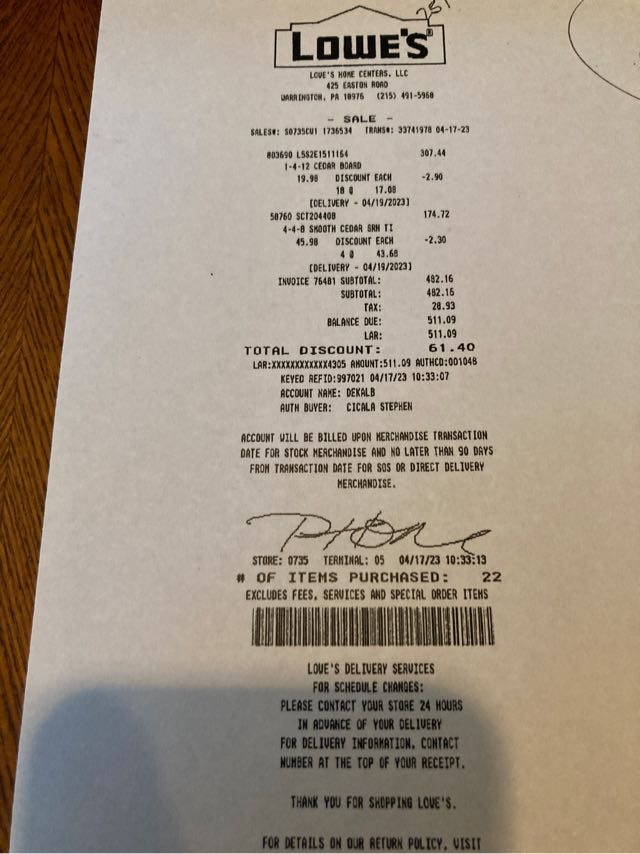 LOWE'S®
LOWE'S HOME CENTERS, LLC
425 EASTON ROAD
WARRINGTON, PA 18976 (215) 491-5960
- SALE -
SALES#: S0735CU1 1736534 TRANS#: 33741978 04-17-23
803690 LSS2E1511164 307.44
1-4-12 CEDAR BOARD
19.98 DISCOUNT EACH -2.90
18 @ 17.08
[DELIVERY - 04/19/2023]
50760 SCT204408 174.72
4-4-8 SMOOTH CEDAR GRN TI
45.98 DISCOUNT EACH -2.30
4 @ 43.68
[DELIVERY - 04/19/2023]
INVOICE 76481 SUBTOTAL: 482.16
SUBTOTAL: 482.16
TAX: 28.93
BALANCE DUE: 511.09
LAR: 511.09
TOTAL DISCOUNT: 61.40
LAR:XXXXXXXXXXXX4305 AMOUNT:511.09 AUTHCD:001046
KEYED REFID:997021 04/17/23 10:33:07
ACCOUNT NAME: DEKALB
AUTH BUYER: CICALA STEPHEN
ACCOUNT WILL BE BILLED UPON MERCHANDISE TRANSACTION
DATE FOR STOCK MERCHANDISE AND NO LATER THAN 90 DAYS
FROM TRANSACTION DATE FOR SOS OR DIRECT DELIVERY
MERCHANDISE.
STORE: 0735 TERMINAL: 05 04/17/23 10:33:13
# OF ITEMS PURCHASED: 22
EXCLUDES FEES, SERVICES AND SPECIAL ORDER ITEMS
LOWE'S DELIVERY SERVICES
FOR SCHEDULE CHANGES:
PLEASE CONTACT YOUR STORE 24 HOURS
IN ADVANCE OF YOUR DELIVERY
FOR DELIVERY INFORMATION, CONTACT
NUMBER AT THE TOP OF YOUR RECEIPT.
THANK YOU FOR SHOPPING LOWE'S.
FOR DETAILS ON OUR RETURN POLICY, VISIT